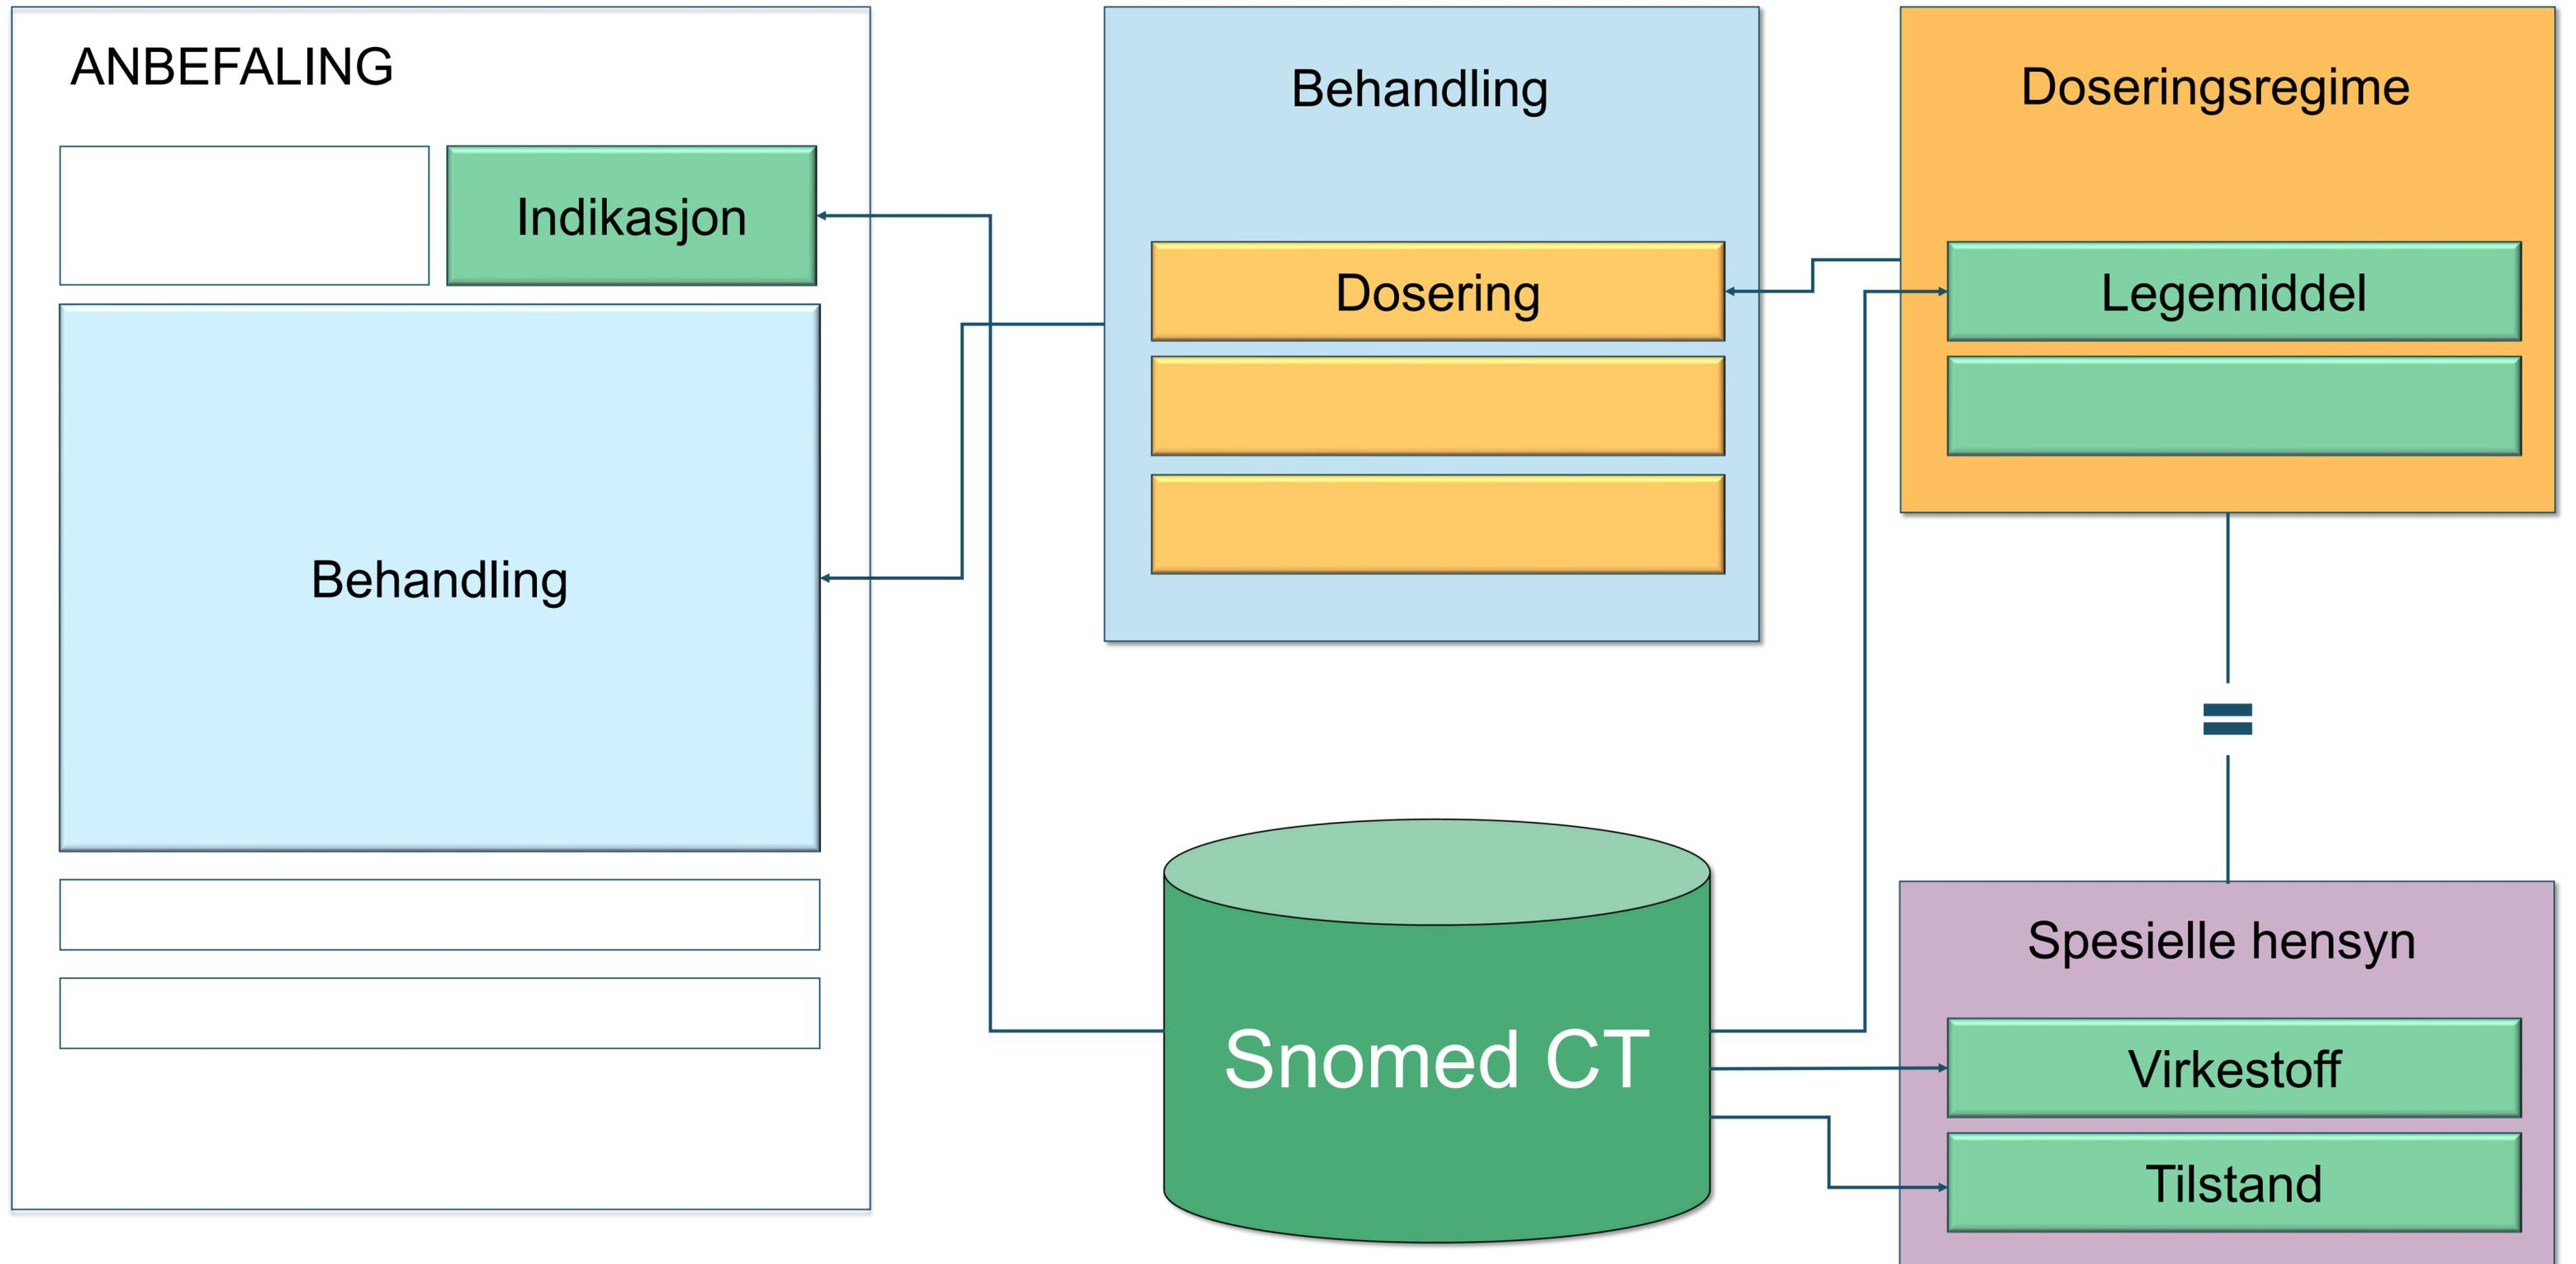 ANBEFALING
Indikasjon
Behandling
Behandling
Dosering
Doseringsregime
Legemiddel
Snomed CT
Spesielle hensyn
Virkestoff
Tilstand